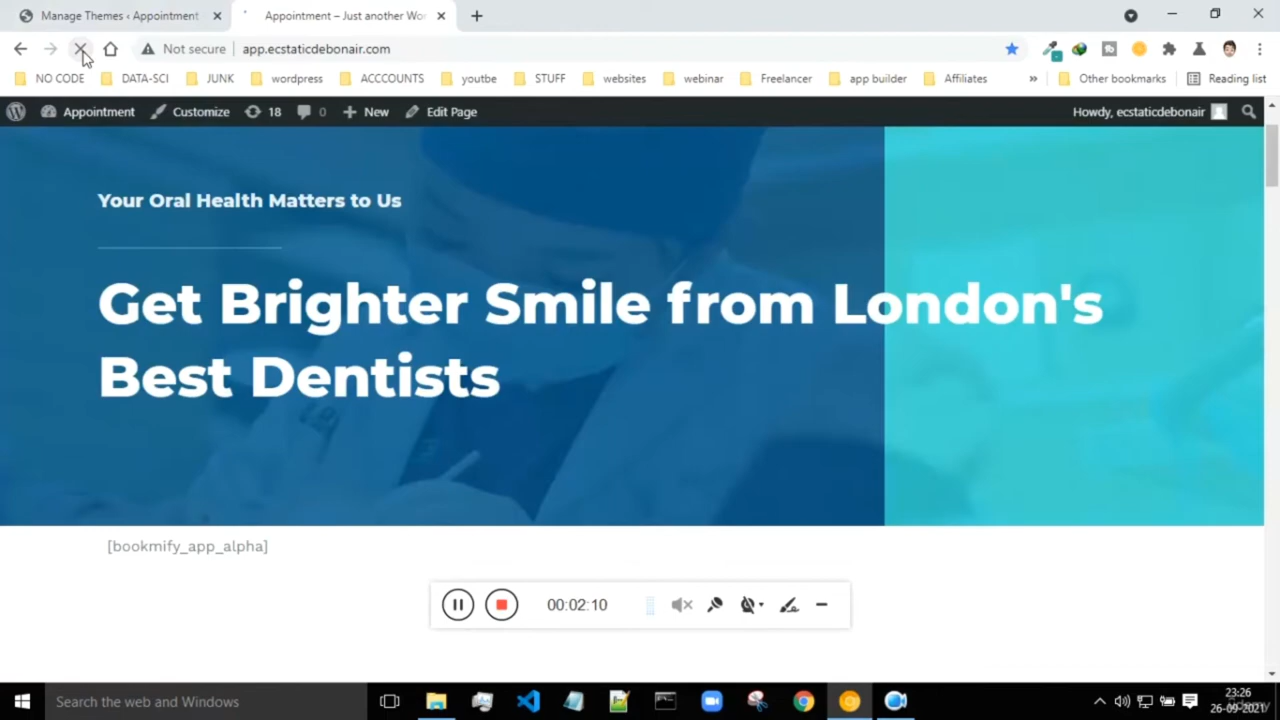 Manage Themes ‹ Appointment
Appointment – Just another Wo
Not secure
app.ecstaticdebonair.com
NO CODE
DATA-SCI
JUNK
wordpress
ACCCOUNTS
youtbe
STUFF
websites
webinar
Freelancer
app builder
Affiliates
»
Other bookmarks
Reading list
Appointment
Customize
18
0
New
Edit Page
Howdy, ecstaticdebonair
Your Oral Health Matters to Us
Get Brighter Smile from London's
Best Dentists
[bookmify_app_alpha]
00:02:10
Search the web and Windows
23:26
26-09-2021
udemy